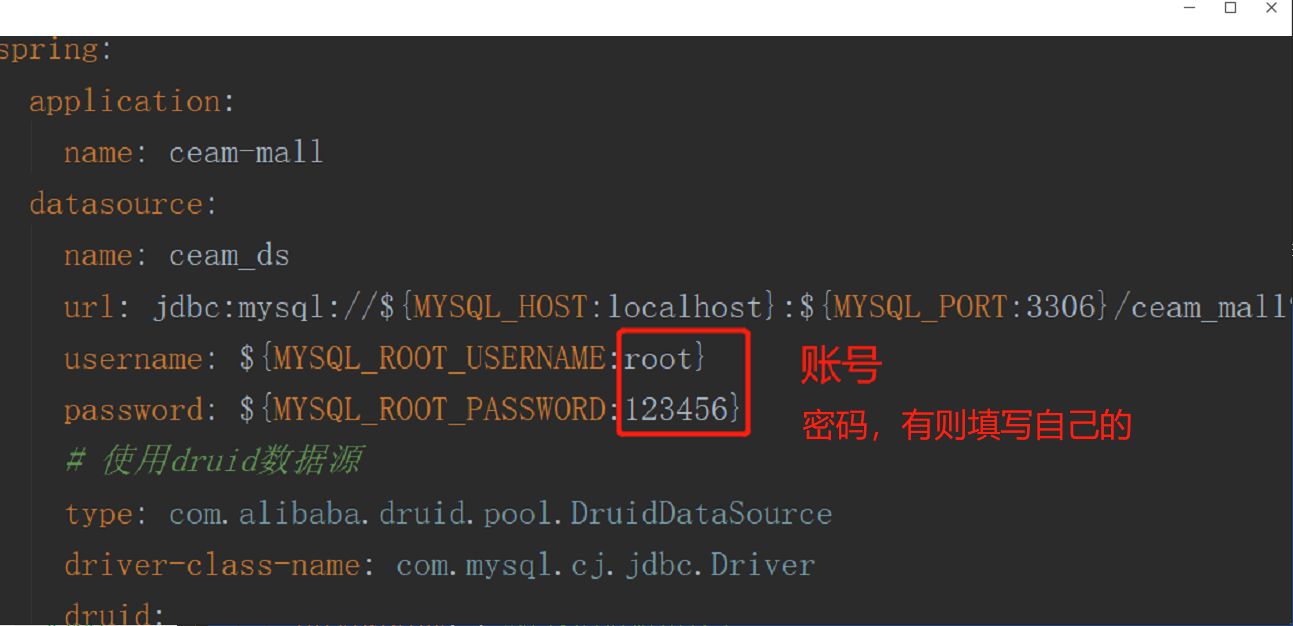 spring:
application:
name: ceam-mall
datasource:
name: ceam_ds
url: jdbc:mysql://${MYSQL_HOST:localhost}:${MYSQL_PORT:3306}/ceam_mall
username: ${MYSQL_ROOT_USERNAME:root}
账号
password: ${MYSQL_ROOT_PASSWORD:123456}
密码，有则填写自己的
# 使用druid数据源
type: com.alibaba.druid.pool.DruidDataSource
driver-class-name: com.mysql.cj.jdbc.Driver
druid: